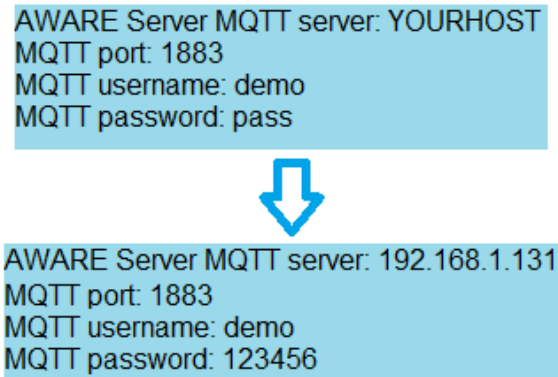 AWARE Server MQTT server: YOURHOST
MQTT port: 1883
MQTT username: demo
MQTT password: pass
AWARE Server MQTT server: 192.168.1.131
MQTT port: 1883
MQTT username: demo
MQTT password: 123456